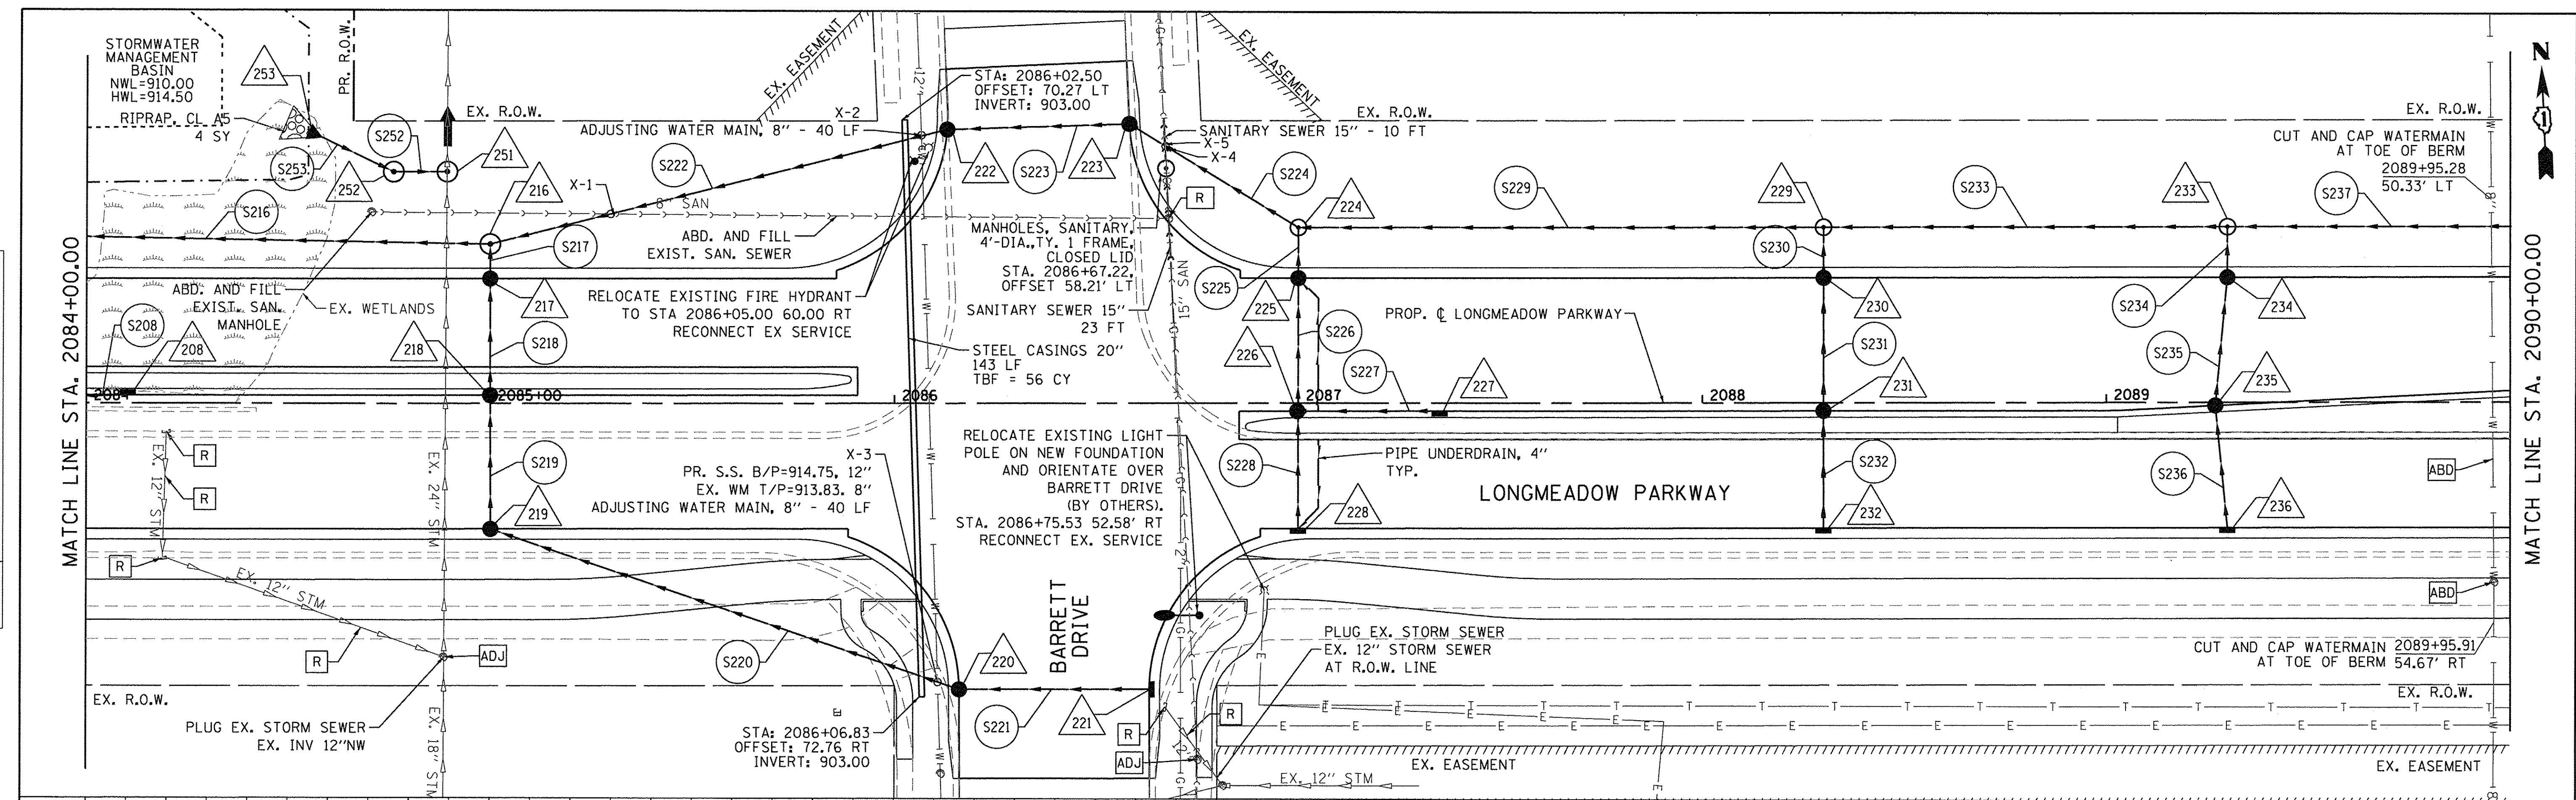 STORMWATER
MANAGEMENT
BASIN
NWL=910.00
HWL=914.50
RIPRAP, CL A5
4 SY
253
PR. R.O.W.
S252
S253
252
251
EX. R.O.W.
216
S216
S217
217
X-1
S222
8" SAN
ABD. AND FILL
EXIST. SAN. SEWER
EX. EASEMENT
X-2
ADJUSTING WATER MAIN, 8" - 40 LF
12"
STA: 2086+02.50
OFFSET: 70.27 LT
INVERT: 903.00
222
S223
223
SANITARY SEWER 15" - 10 FT
X-5
X-4
R
EX. EASEMENT
EX. R.O.W.
S224
224
S229
229
S233
233
S237
EX. R.O.W.
CUT AND CAP WATERMAIN
AT TOE OF BERM
2089+95.28
50.33' LT
8"
N
1
MATCH LINE STA. 2084+00.00
ABD. AND FILL
EXIST. SAN.
MANHOLE
EX. WETLANDS
S208
208
218
S218
RELOCATE EXISTING FIRE HYDRANT
TO STA 2086+05.00 60.00 RT
RECONNECT EX SERVICE
MANHOLES, SANITARY,
4'-DIA.,TY. 1 FRAME,
CLOSED LID
STA. 2086+67.22,
OFFSET 58.21' LT
SANITARY SEWER 15"
23 FT
15" SAN
STEEL CASINGS 20"
143 LF
TBF = 56 CY
S225
225
S226
226
S227
227
PROP. ℄ LONGMEADOW PARKWAY
S230
230
S231
231
S234
234
S235
235
MATCH LINE STA. 2090+00.00
2084
2085+00
2086
2087
2088
2089
R
R
EX. 12" STM
EX. 24" STM
S219
219
X-3
PR. S.S. B/P=914.75, 12"
EX. WM T/P=913.83. 8"
ADJUSTING WATER MAIN, 8" - 40 LF
RELOCATE EXISTING LIGHT
POLE ON NEW FOUNDATION
AND ORIENTATE OVER
BARRETT DRIVE
(BY OTHERS).
STA. 2086+75.53 52.58' RT
RECONNECT EX. SERVICE
S228
228
PIPE UNDERDRAIN, 4"
TYP.
LONGMEADOW PARKWAY
S232
232
S236
236
ABD
ABD
R
EX. 12" STM
R
ADJ
S220
220
BARRETT
DRIVE
PLUG EX. STORM SEWER
EX. 12" STORM SEWER
AT R.O.W. LINE
CUT AND CAP WATERMAIN 2089+95.91
AT TOE OF BERM 54.67' RT
EX. R.O.W.
EX. R.O.W.
PLUG EX. STORM SEWER
EX. INV 12"NW
EX. 18" STM
STA: 2086+06.83
OFFSET: 72.76 RT
INVERT: 903.00
S221
221
R
R
ADJ
EX. 12" STM
EX. EASEMENT
EX. EASEMENT